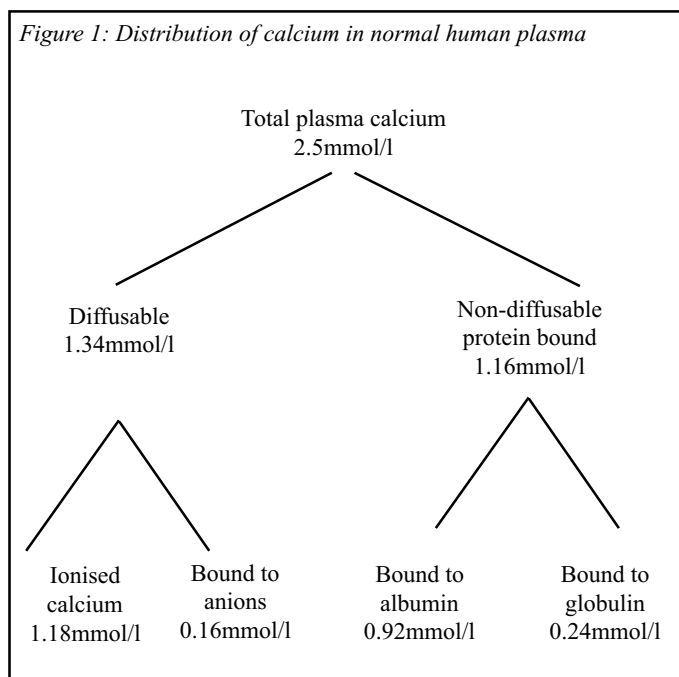 Figure 1: Distribution of calcium in normal human plasma
Total plasma calcium
2.5mmol/l
Diffusable
1.34mmol/l
Non-diffusable
protein bound
1.16mmol/l
Ionised
calcium
1.18mmol/l
Bound to
anions
0.16mmol/l
Bound to
albumin
0.92mmol/l
Bound to
globulin
0.24mmol/l